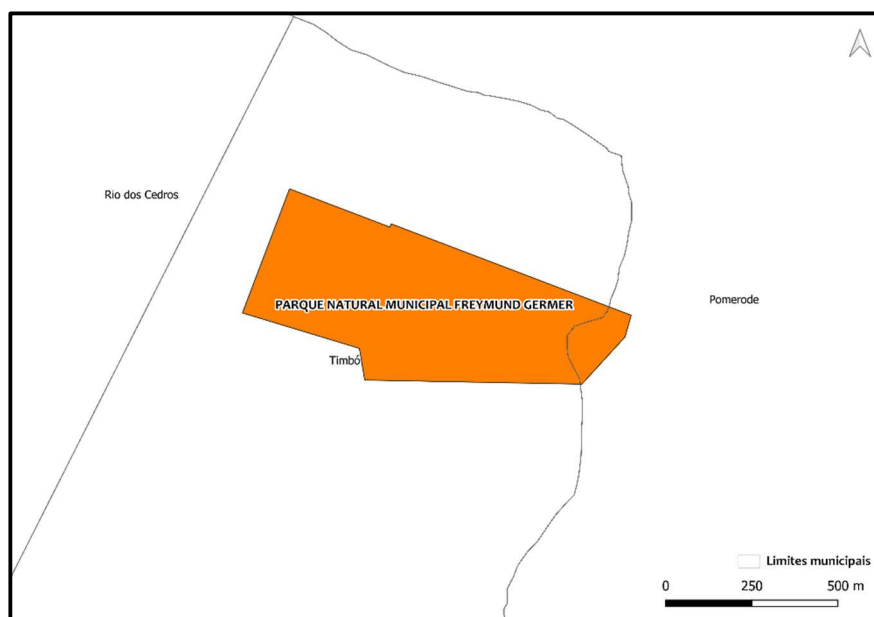 Rio dos Cedros
PARQUE NATURAL MUNICIPAL FREYMUND GERMER
Pomerode
Timbó
Limites municipais
0 250 500 m